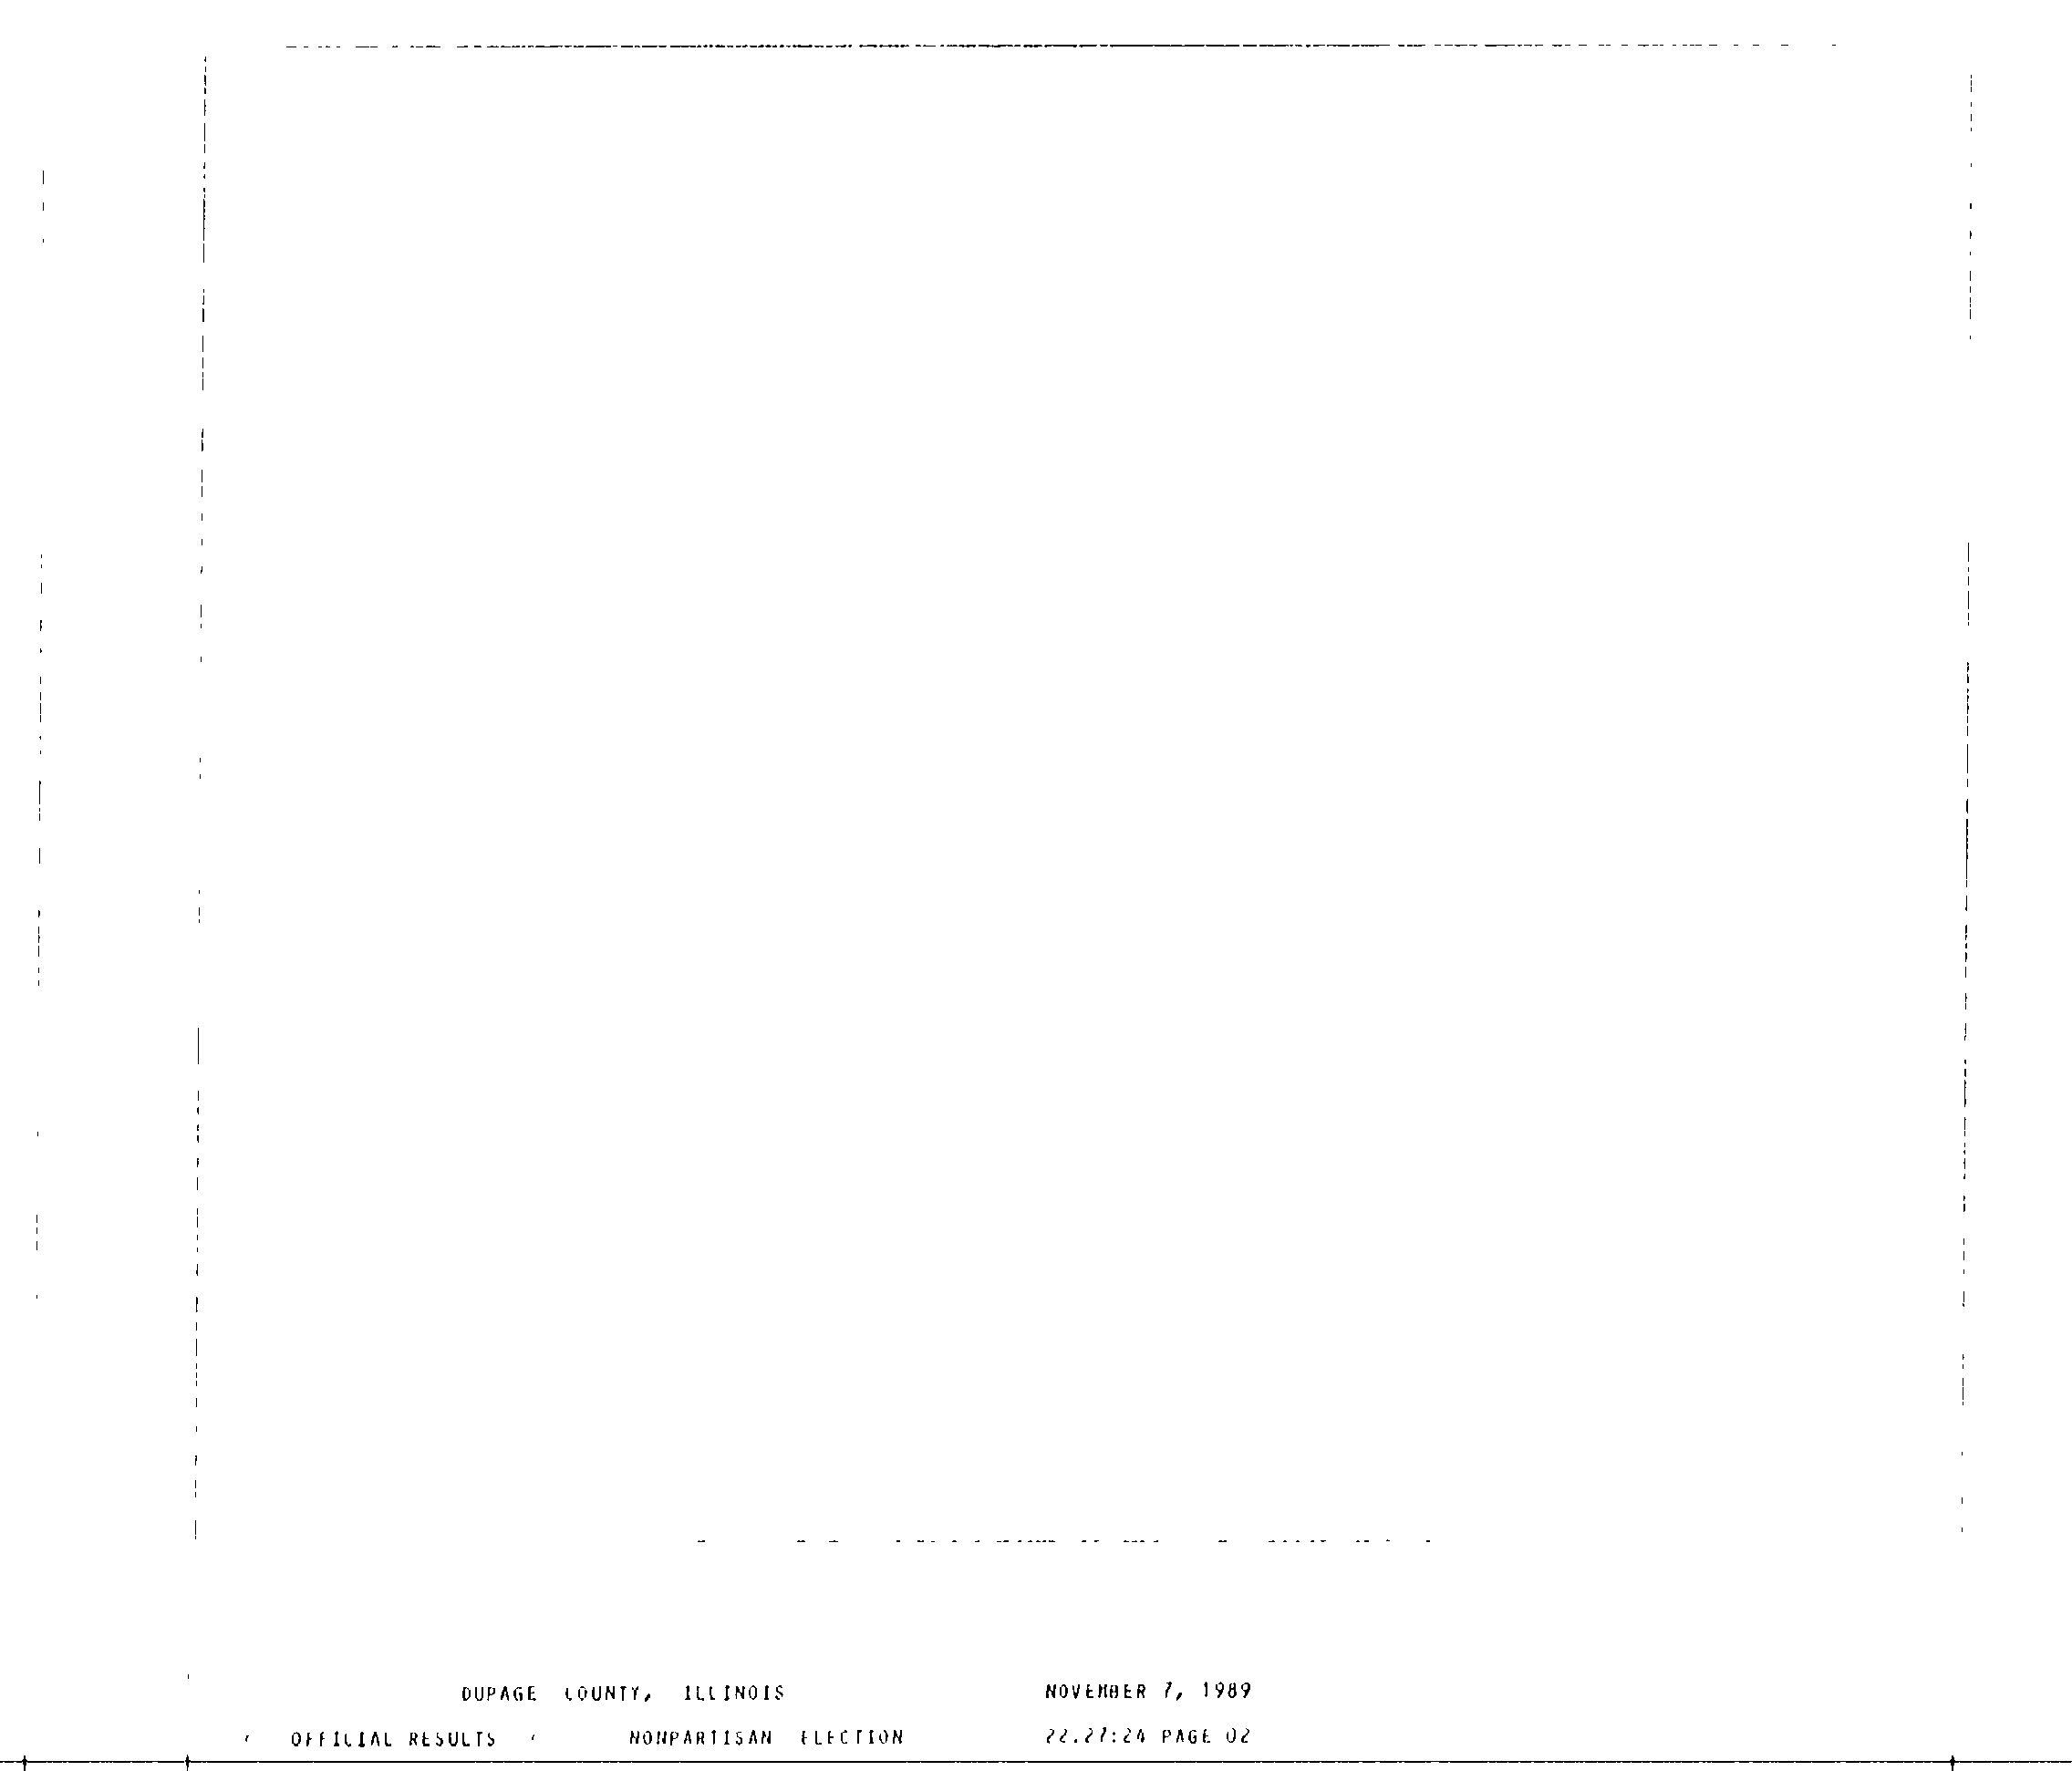 DUPAGE COUNTY, ILLINOIS NOVEMBER 7, 1989
OFFICIAL RESULTS NONPARTISAN ELECTION 22.27:24 PAGE 02